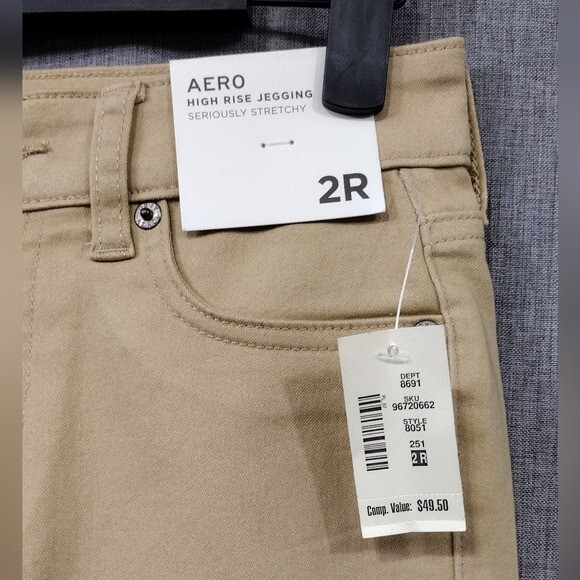 AERO
HIGH RISE JEGGING
SERIOUSLY STRETCHY
2R
DEPT
8691
SKU
96720662
STYLE
8051
251
2R
Comp. Value: $49.50